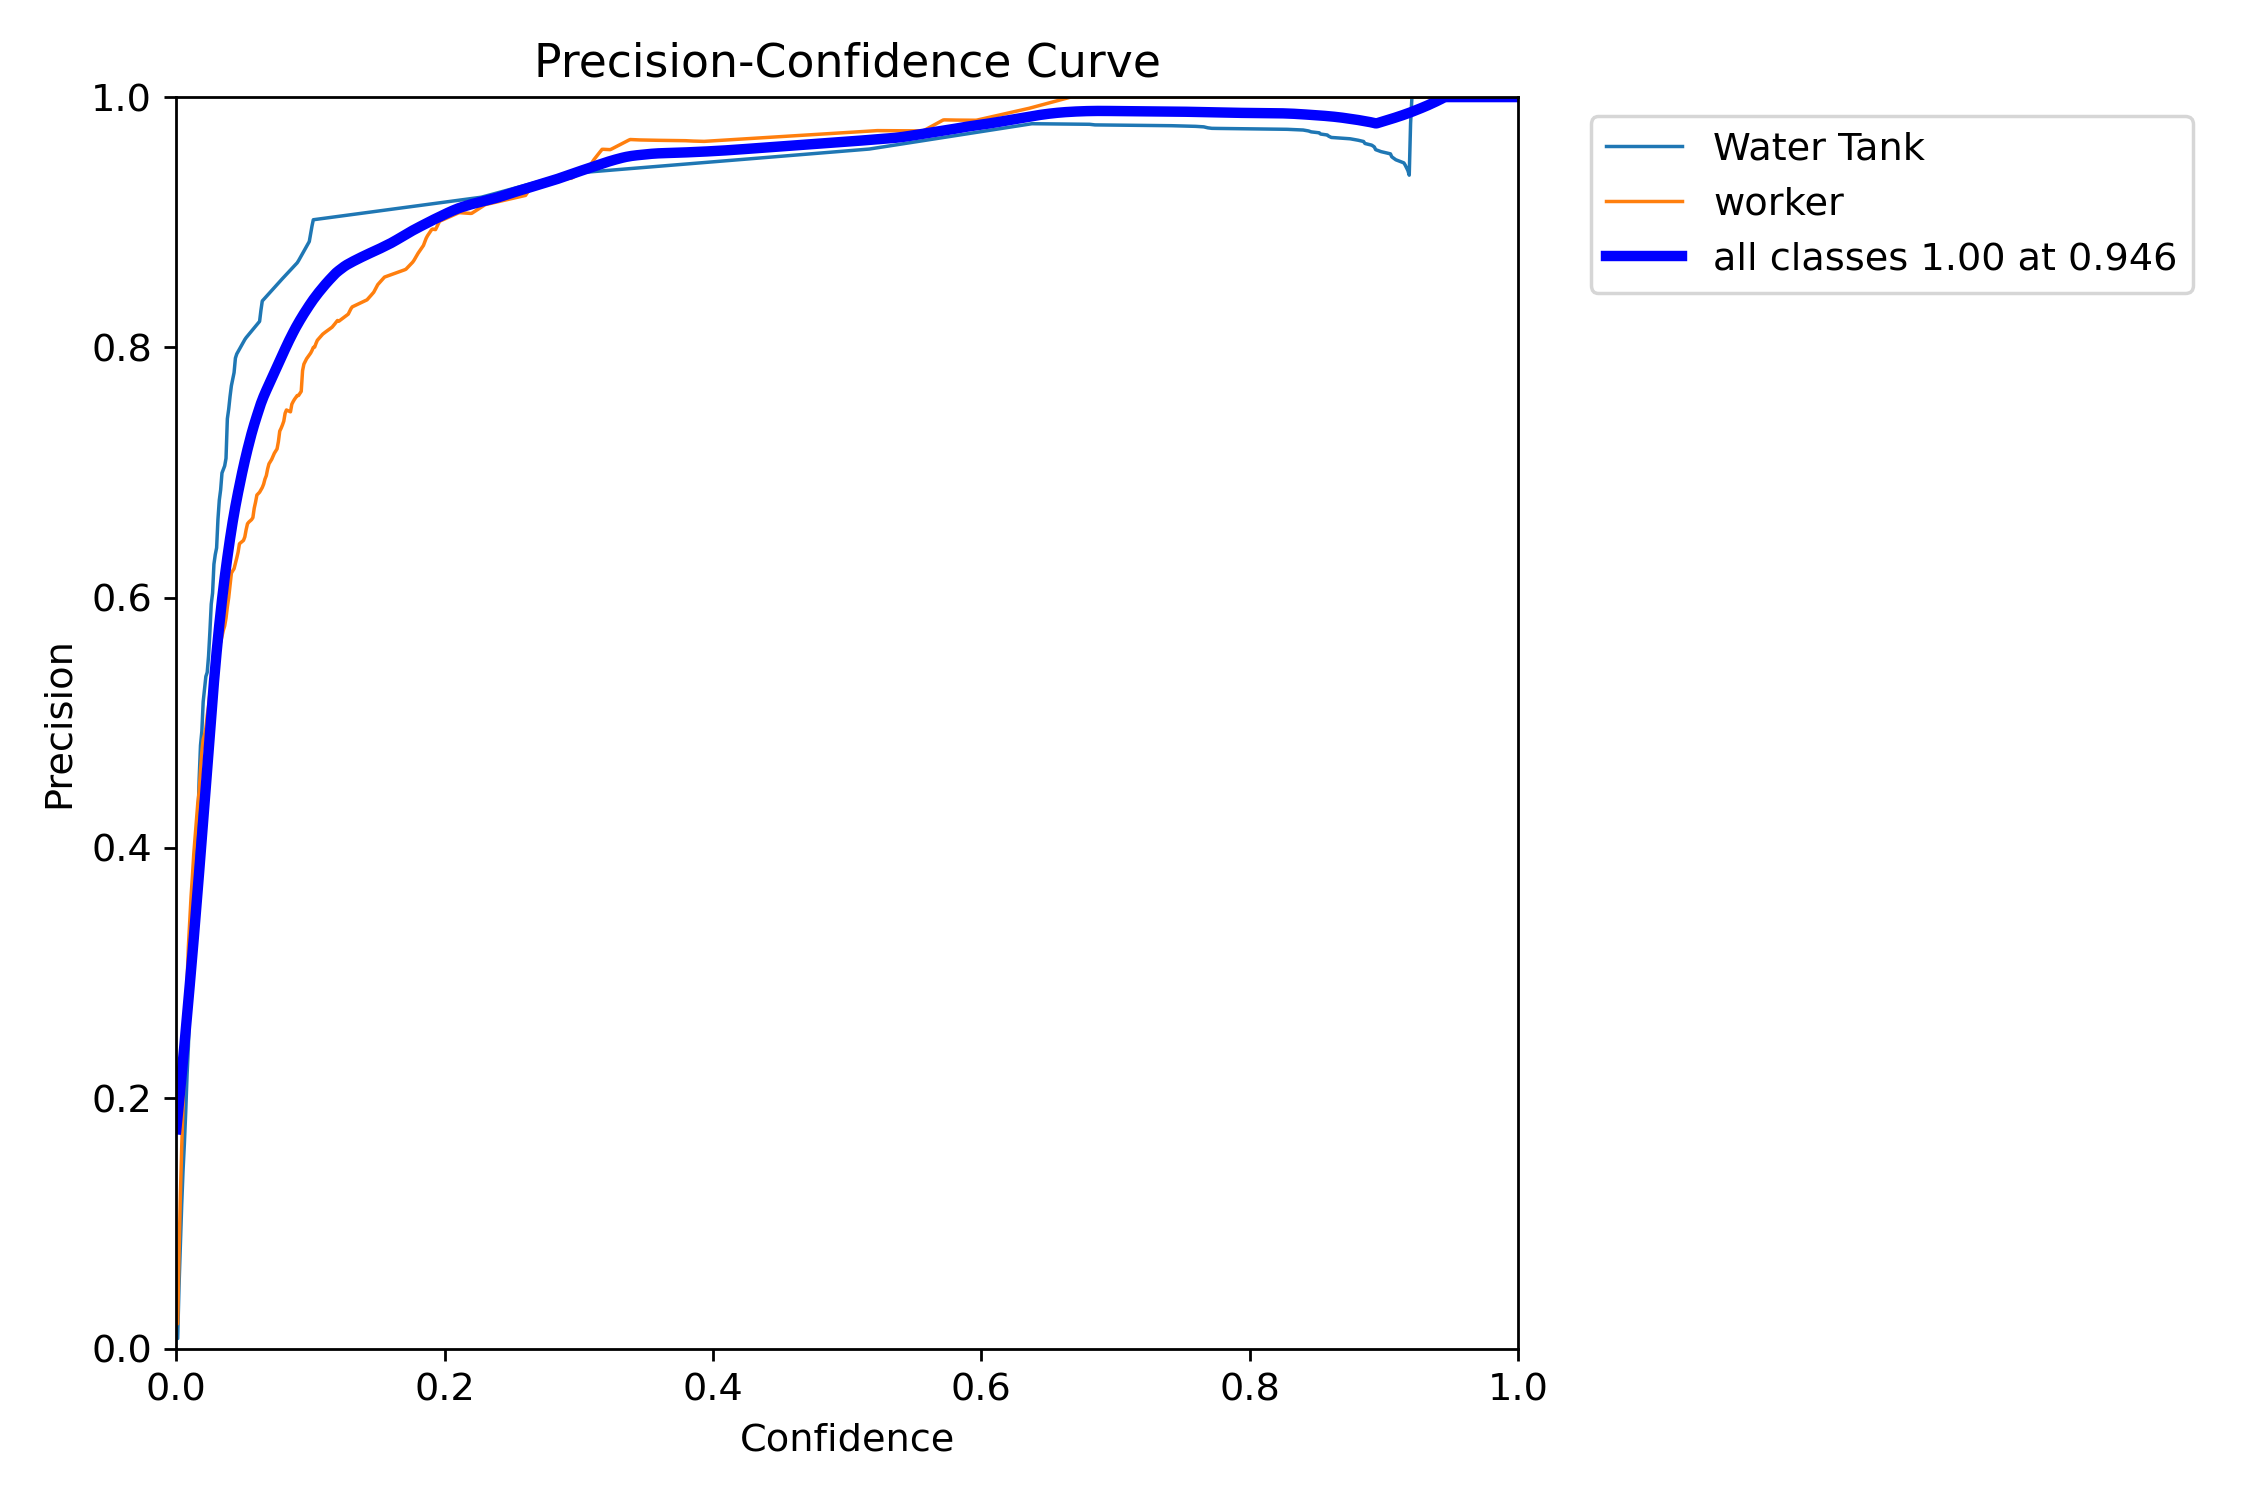 Precision-Confidence Curve
1.0
0.8
0.6
0.4
0.2
0.0
Precision
0.0 0.2 0.4 0.6 0.8 1.0
Confidence
Water Tank
worker
all classes 1.00 at 0.946